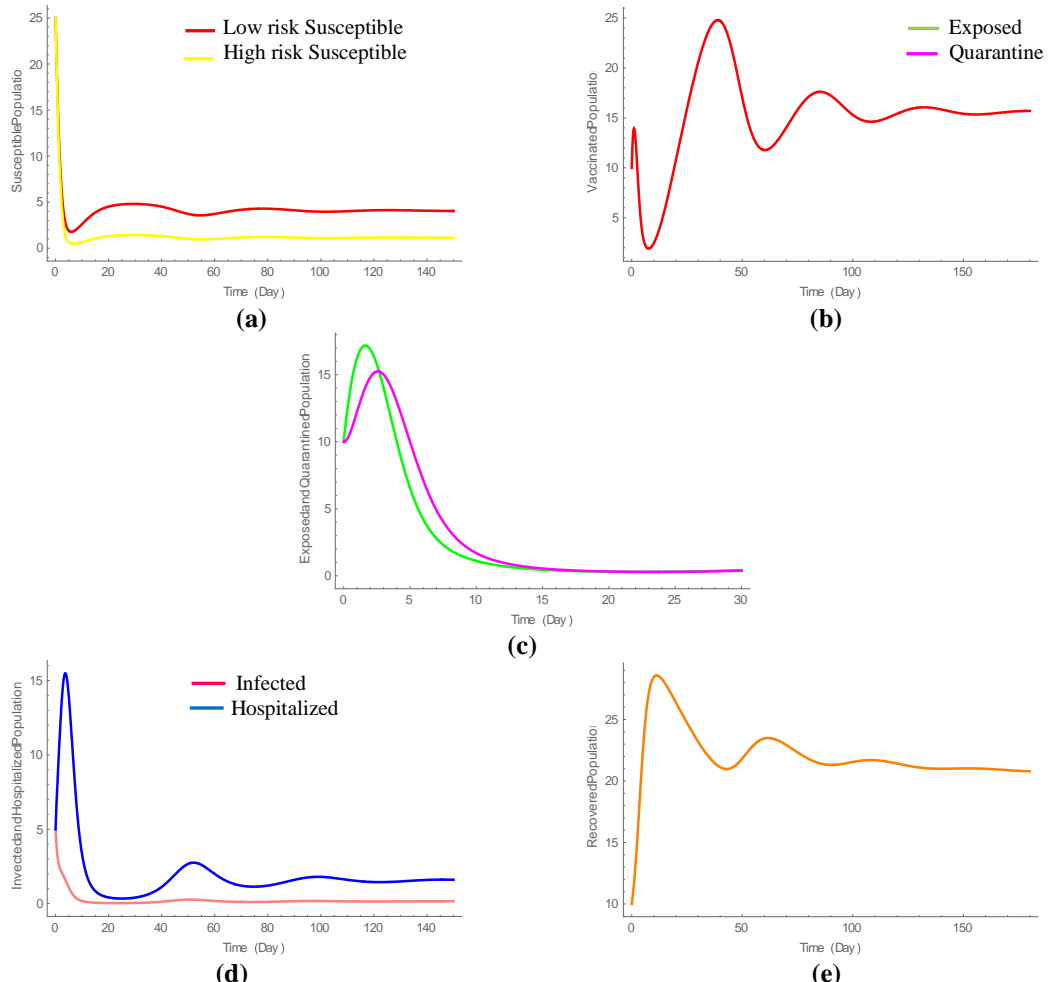 Low risk Susceptible
High risk Susceptible
SusceptiblePopulatio
25
20
15
10
5
0
0 20 40 60 80 100 120 140
Time (Day)
(a)
Exposed
Quarantine
VaccinatedPopulatio
25
20
15
10
5
0 50 100 150
Time (Day)
(b)
ExposedandQuarantinedPopulation
15
10
5
0
0 5 10 15 20 25 30
Time (Day)
(c)
Infected
Hospitalized
InvectedandHospitalizedPopulation
15
10
5
0
0 20 40 60 80 100 120 140
Time (Day)
(d)
RecoveredPopulation
25
20
15
10
0 50 100 150
Time (Day)
(e)